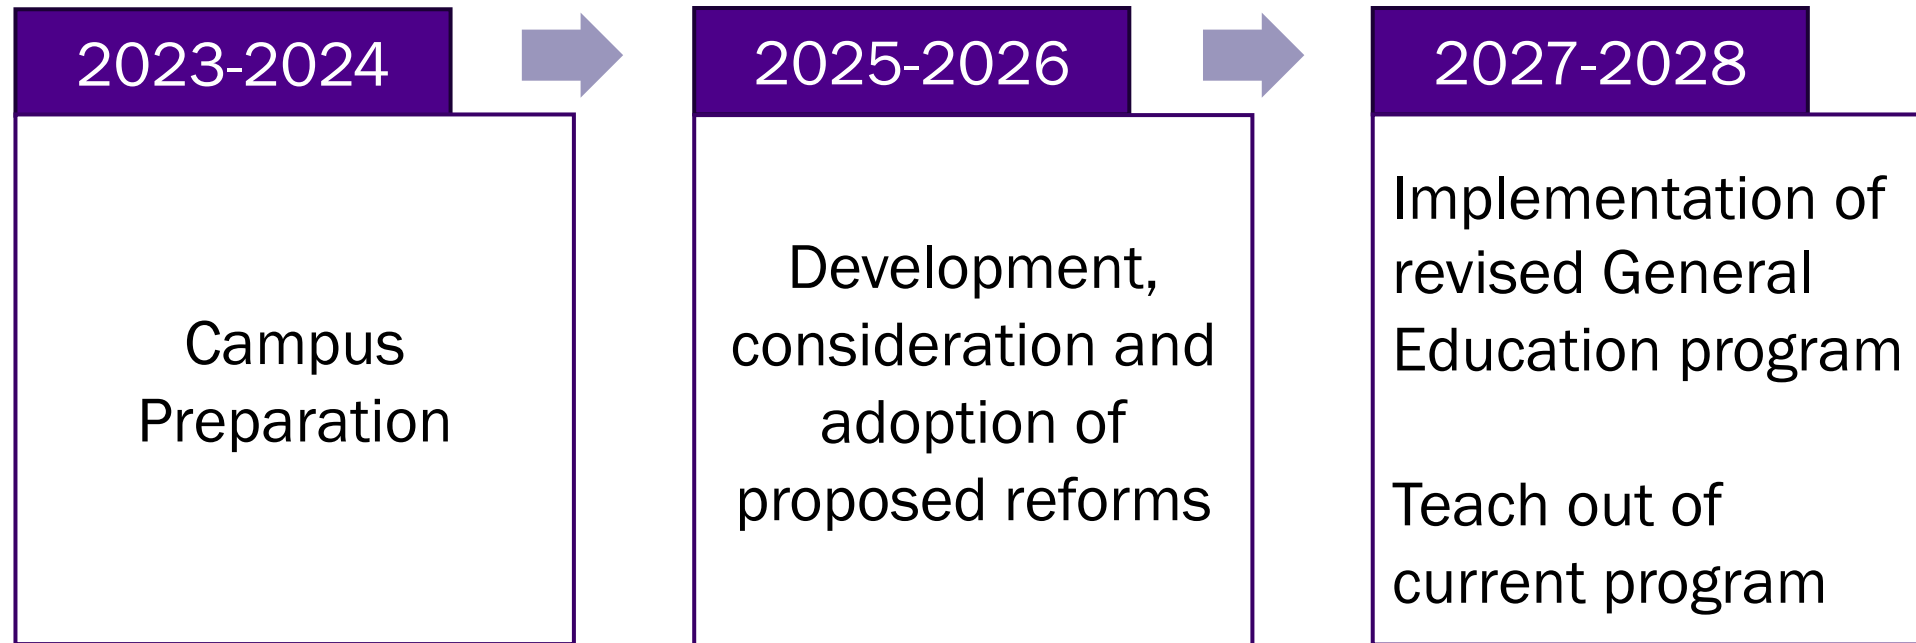 2023-2024
Campus
Preparation
2025-2026
Development,
consideration and
adoption of
proposed reforms
2027-2028
Implementation of
revised General
Education program
Teach out of
current program